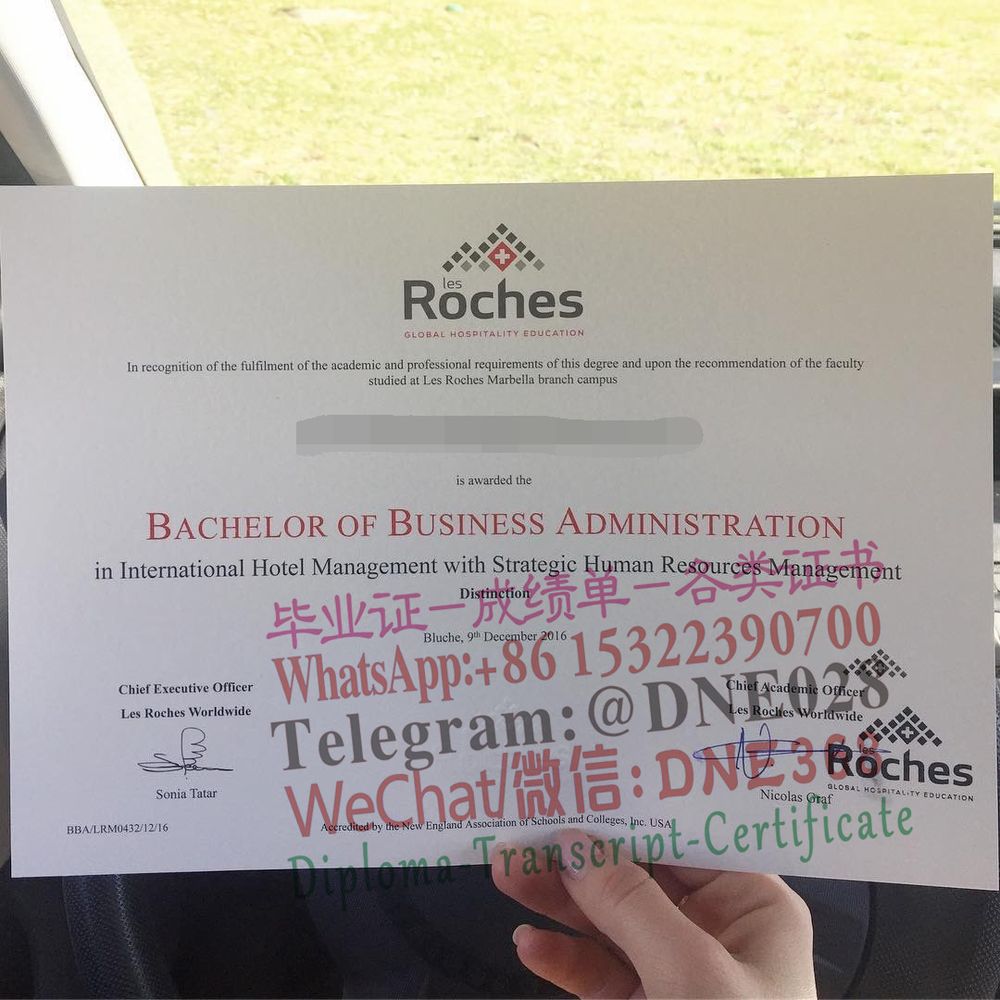 les
Roches
GLOBAL HOSPITALITY EDUCATION
In recognition of the fulfilment of the academic and professional requirements of this degree and upon the recommendation of the faculty
studied at Les Roches Marbella branch campus
is awarded the
BACHELOR OF BUSINESS ADMINISTRATION
in International Hotel Management with Strategic Human Resources Management
Distinction
毕业证—成绩单—各类证书
Bluche, 9th December 2016
WhatsApp:+86 15322390700
Chief Executive Officer
Les Roches Worldwide
Chief Academic Officer
Les Roches Worldwide
Telegram:@DNE028
WeChat/微信:DNE368
les
Roches
GLOBAL HOSPITALITY EDUCATION
Sonia Tatar
Nicolas Graf
BBA/LRM0432/12/16
Accredited by the New England Association of Schools and Colleges, Inc. USA
Diploma-Transcript-Certificate